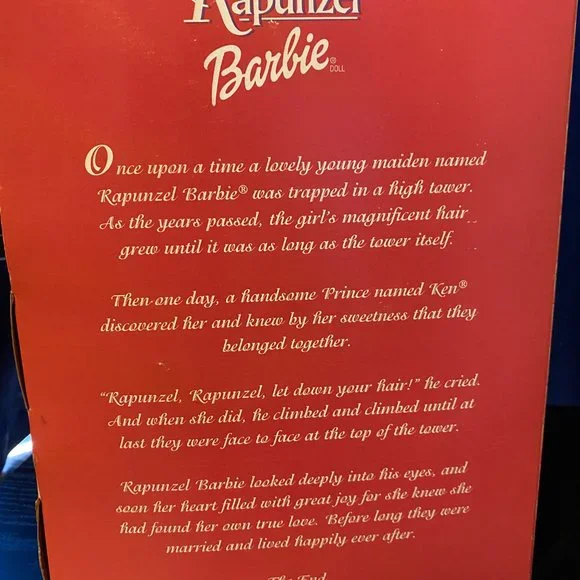 Rapunzel
Barbie®
DOLL
Once upon a time a lovely young maiden named
Rapunzel Barbie® was trapped in a high tower.
As the years passed, the girl's magnificent hair
grew until it was as long as the tower itself.
Then one day, a handsome Prince named Ken®
discovered her and knew by her sweetness that they
belonged together.
"Rapunzel, Rapunzel, let down your hair!" he cried.
And when she did, he climbed and climbed until at
last they were face to face at the top of the tower.
Rapunzel Barbie looked deeply into his eyes, and
soon her heart filled with great joy for she knew she
had found her own true love. Before long they were
married and lived happily ever after.
The End